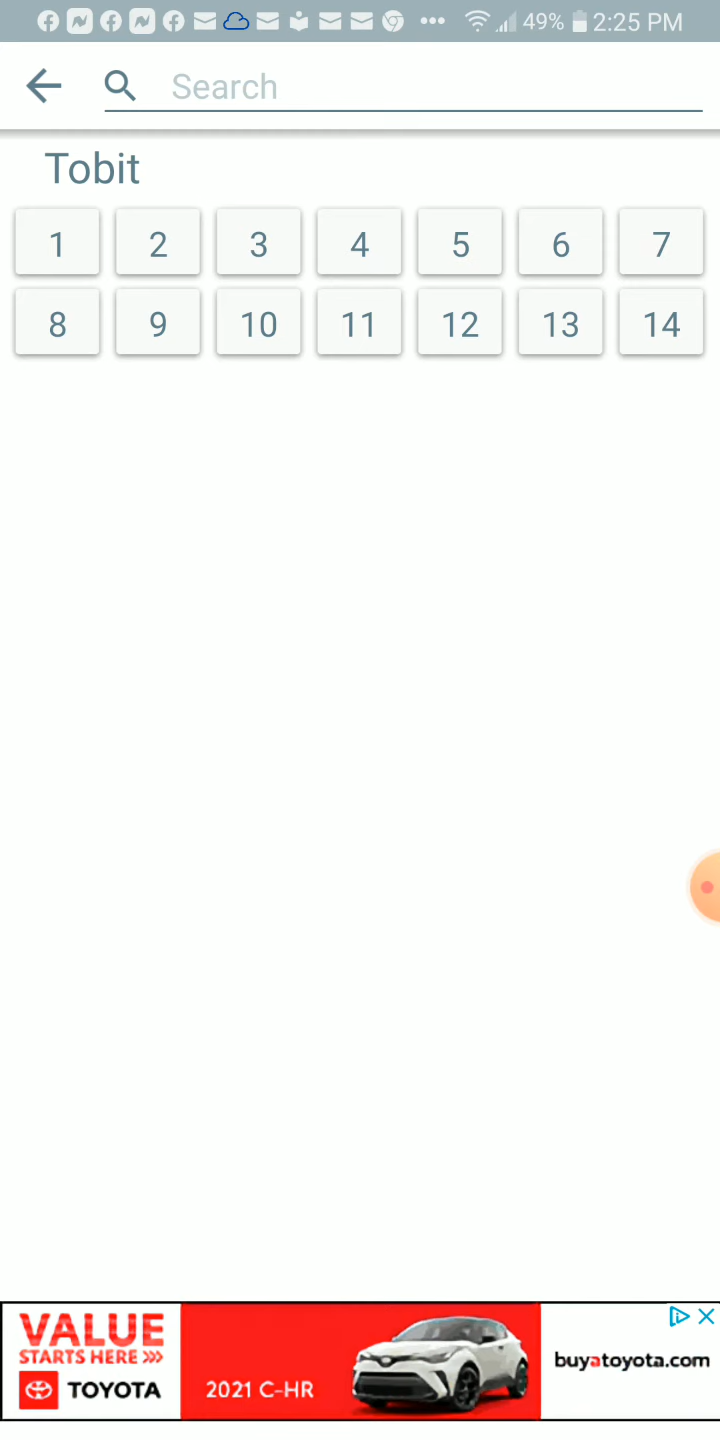 49% 2:25 PM
Search
Tobit
1 2 3 4 5 6 7
8 9 10 11 12 13 14
VALUE
STARTS HERE >>>
TOYOTA
2021 C-HR
buyatoyota.com